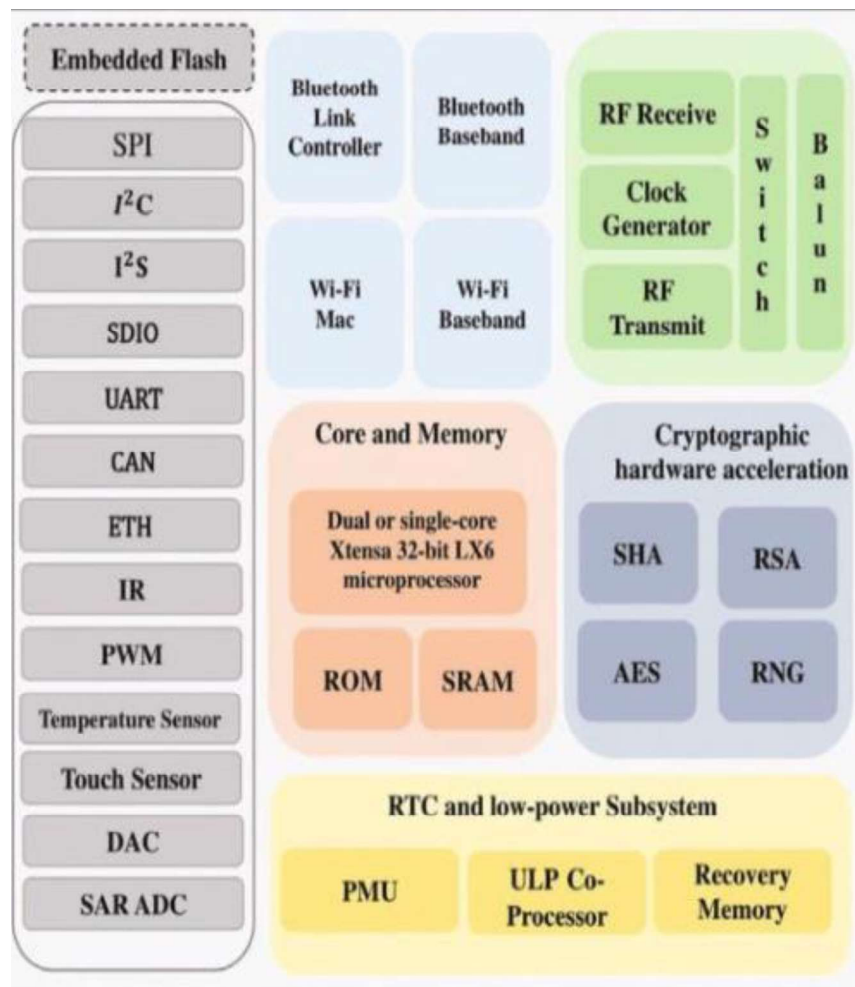 Embedded Flash
SPI
I²C
I²S
SDIO
UART
CAN
ETH
IR
PWM
Temperature Sensor
Touch Sensor
DAC
SAR ADC
Bluetooth
Link
Controller
Bluetooth
Baseband
Wi-Fi
Mac
Wi-Fi
Baseband
RF Receive
Clock
Generator
RF
Transmit
Switch
Balun
Core and Memory
Dual or single-core
Xtensa 32-bit LX6
microprocessor
ROM
SRAM
Cryptographic
hardware acceleration
SHA
RSA
AES
RNG
RTC and low-power Subsystem
PMU
ULP Co-
Processor
Recovery
Memory